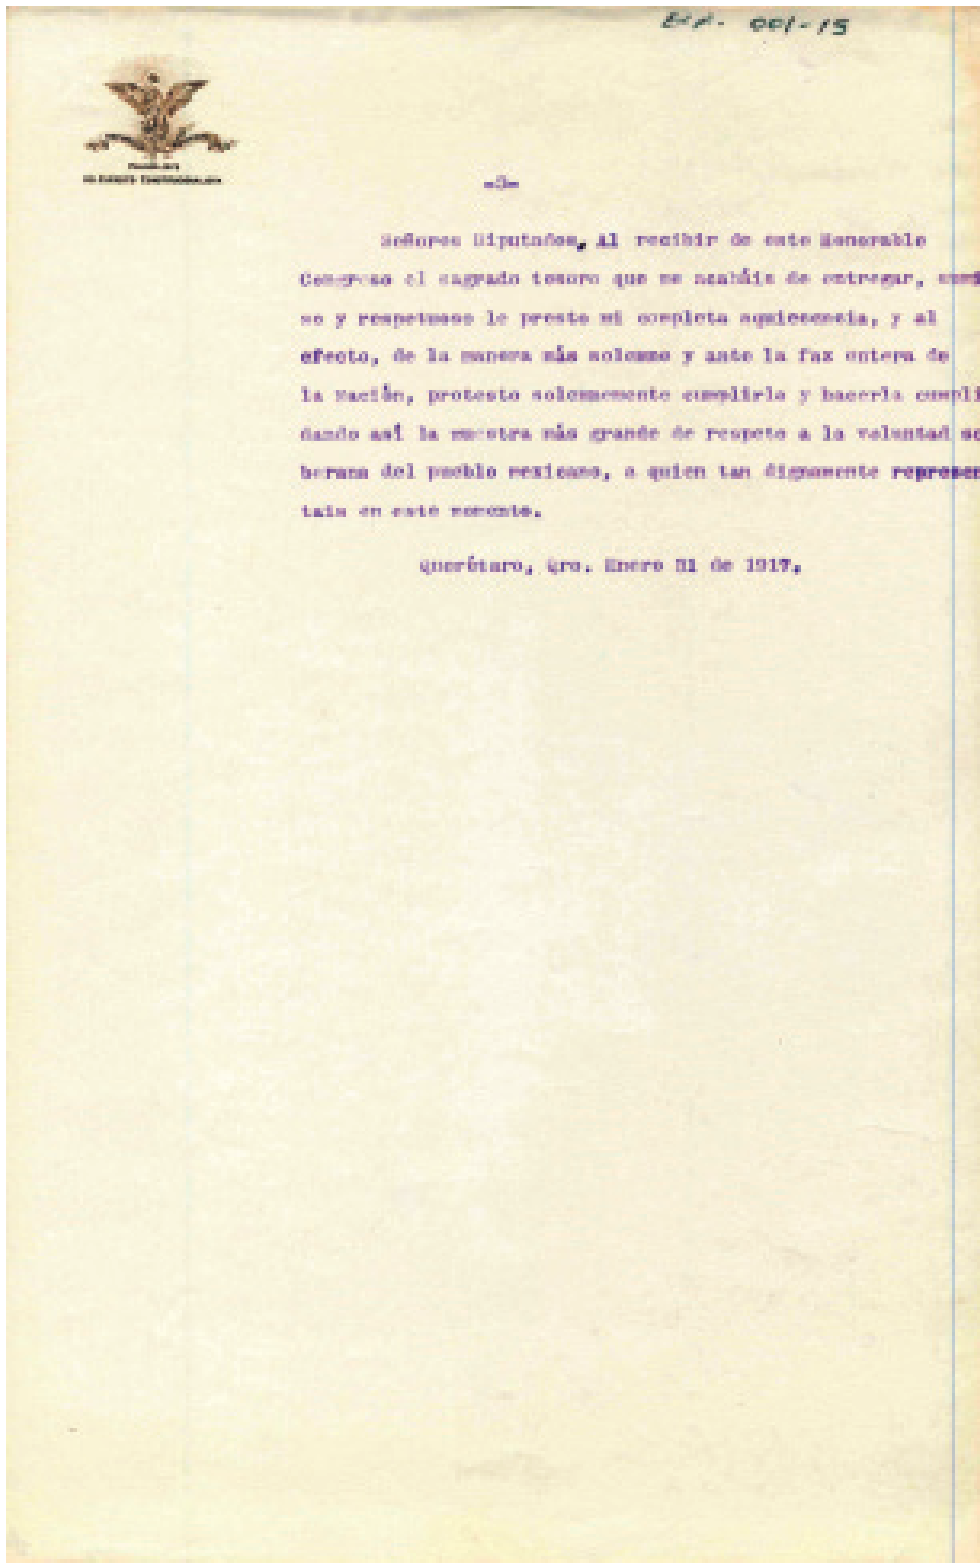 001-15
-3-
Señores Diputados, Al recibir de este Honorable
Congreso el sagrado tesoro que me acabáis de entregar, sumi
so y respetuoso le presto mi completa aquiescencia, y al
efecto, de la manera más solemne y ante la faz entera de
la Nación, protesto solemnemente cumplirla y hacerla cumpli
dando así la muestra más grande de respeto a la voluntad so
berana del pueblo mexicano, a quien tan dignamente represen
tais en este momento.
Querétaro, Qro. Enero 31 de 1917.